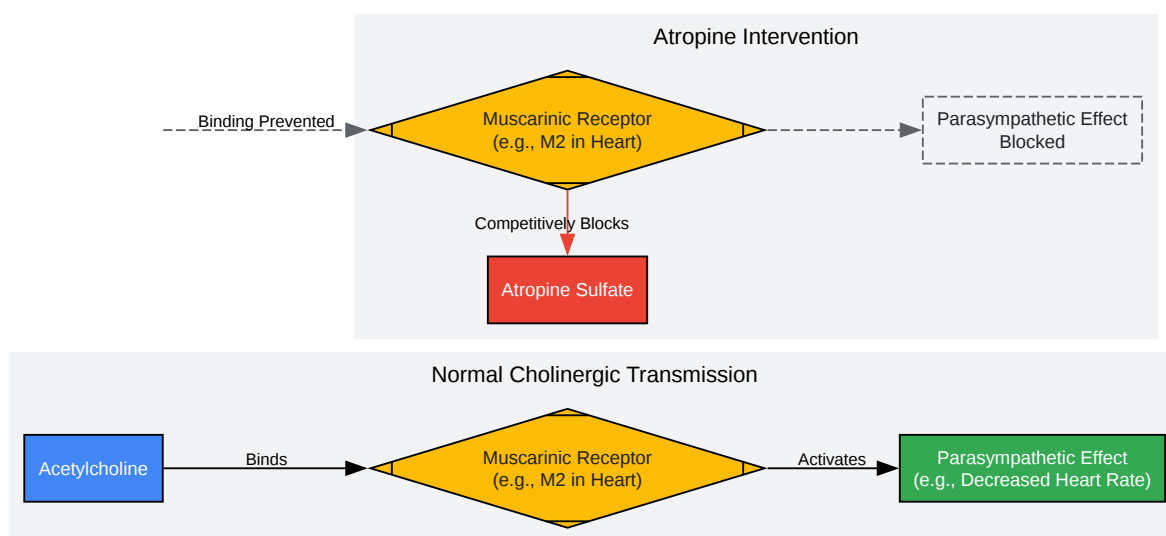 Atropine Intervention
Binding Prevented
Muscarinic Receptor
(e.g., M2 in Heart)
Parasympathetic Effect
Blocked
Competitively Blocks
Atropine Sulfate
Normal Cholinergic Transmission
Acetylcholine
Binds
Muscarinic Receptor
(e.g., M2 in Heart)
Activates
Parasympathetic Effect
(e.g., Decreased Heart Rate)